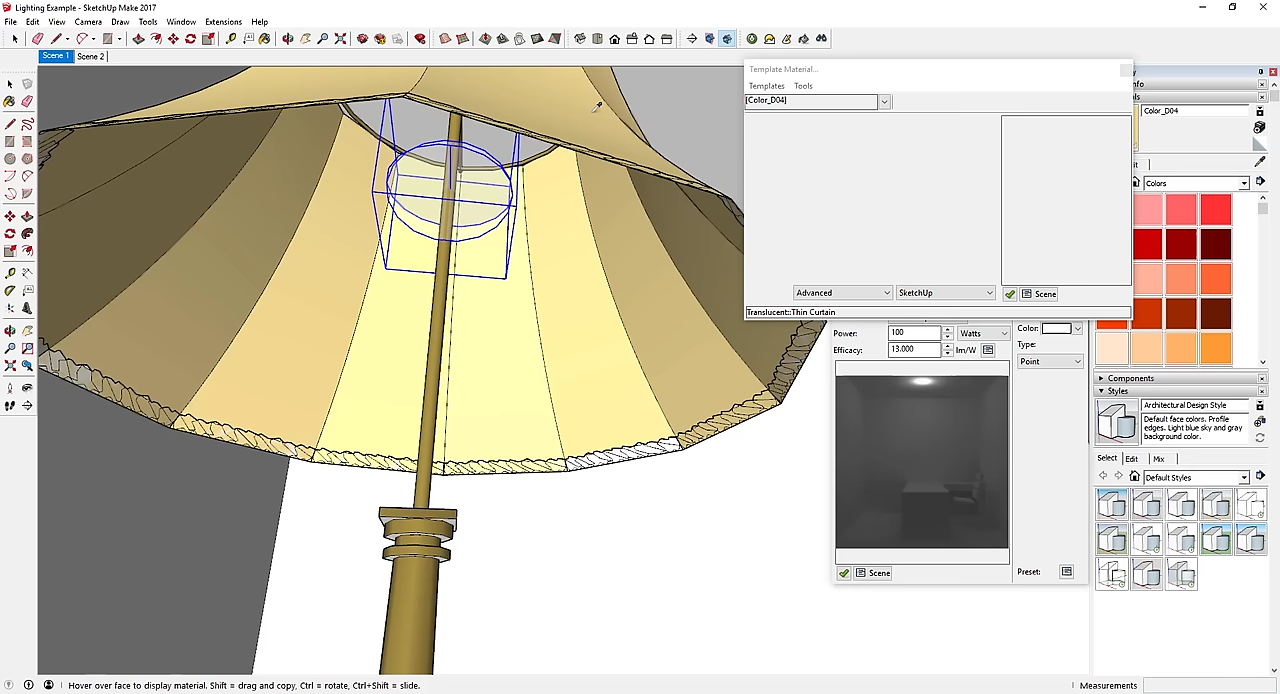 Lighting Example - SketchUp Make 2017
File Edit View Camera Draw Tools Window Extensions Help
Scene 1 Scene 2
Template Material...
Templates Tools
[Color_D04]
Advanced SketchUp Scene
Translucent::Thin Curtain
Color_D04
Colors
Power: 100 Watts Color:
Efficacy: 13.000 lm/W Type:
Point
Scene Preset:
Components
Styles
Architectural Design Style
Default face colors. Profile
edges. Light blue sky and gray
background color.
Select Edit Mix
Default Styles
Hover over face to display material. Shift = drag and copy, Ctrl = rotate, Ctrl+Shift = slide. Measurements